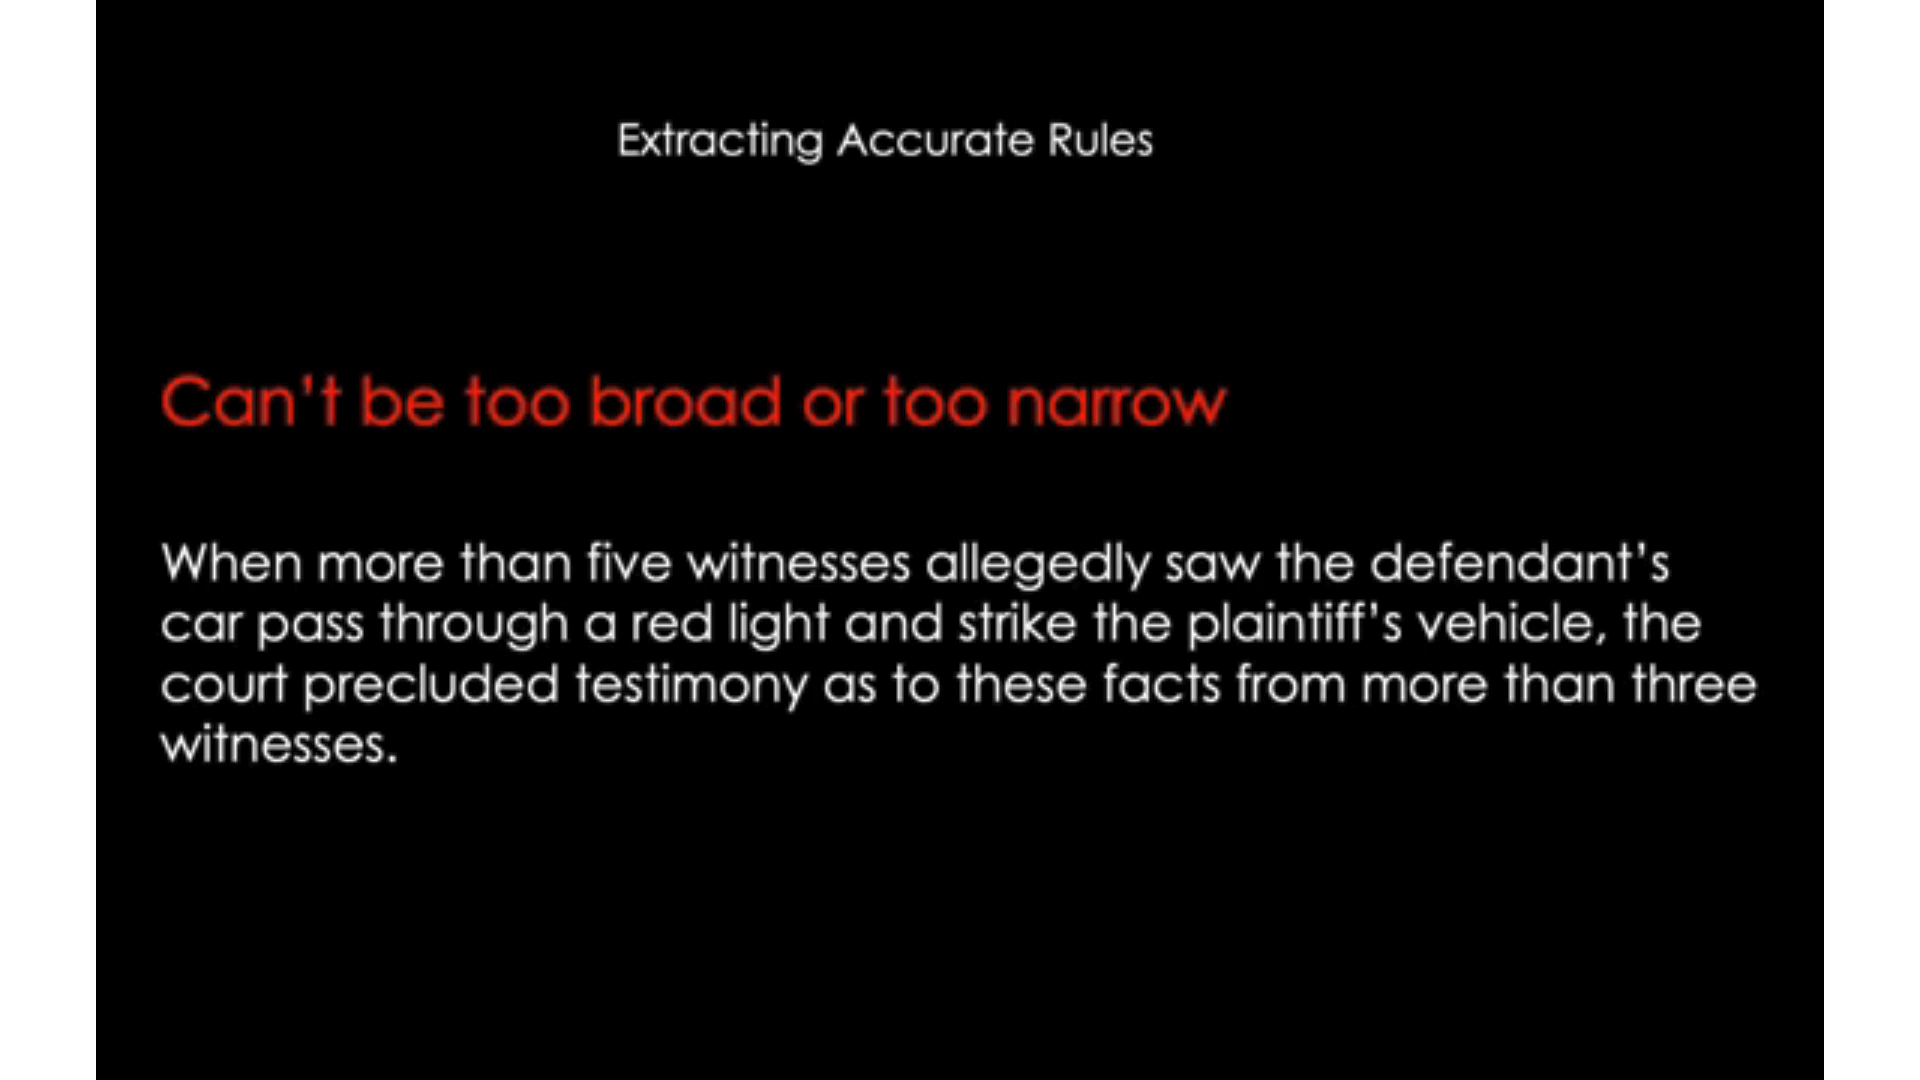 Extracting Accurate Rules
Can’t be too broad or too narrow
When more than five witnesses allegedly saw the defendant’s
car pass through a red light and strike the plaintiff’s vehicle, the
court precluded testimony as to these facts from more than three
witnesses.